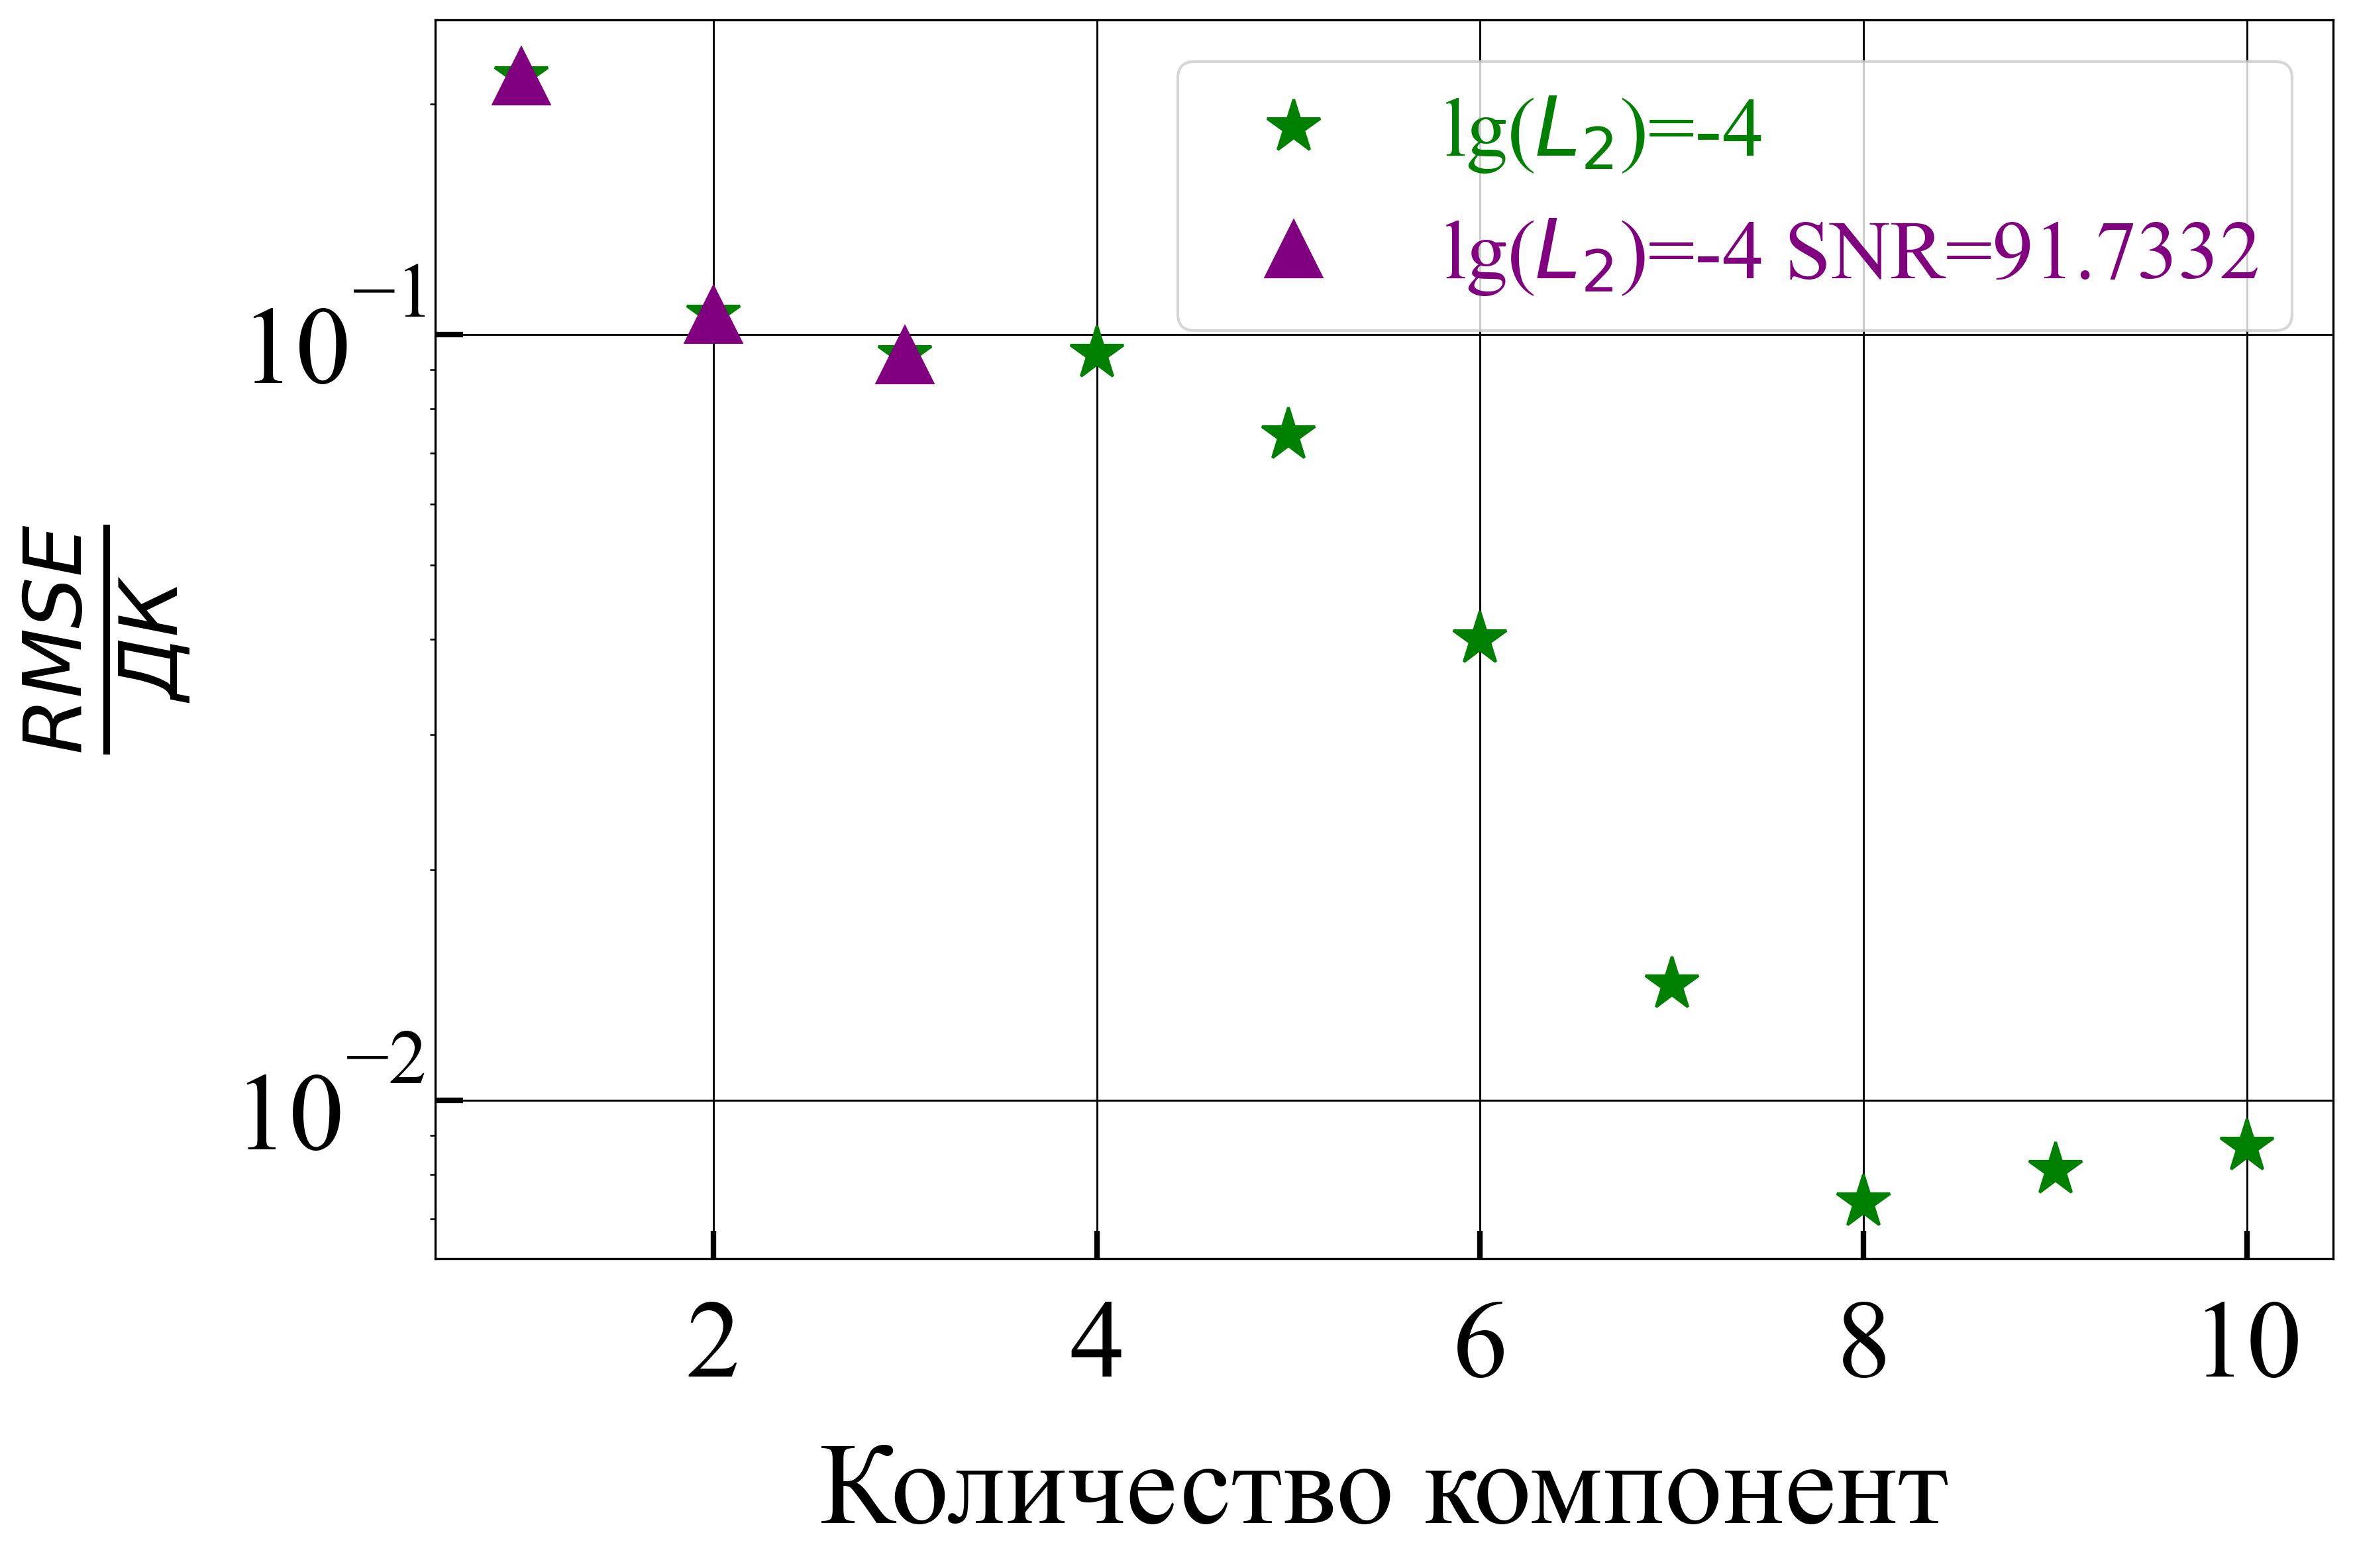 lg(L₂)=-4
lg(L₂)=-4 SNR=91.7332
10⁻¹
10⁻²
RMSE
ДК
2 4 6 8 10
Количество компонент